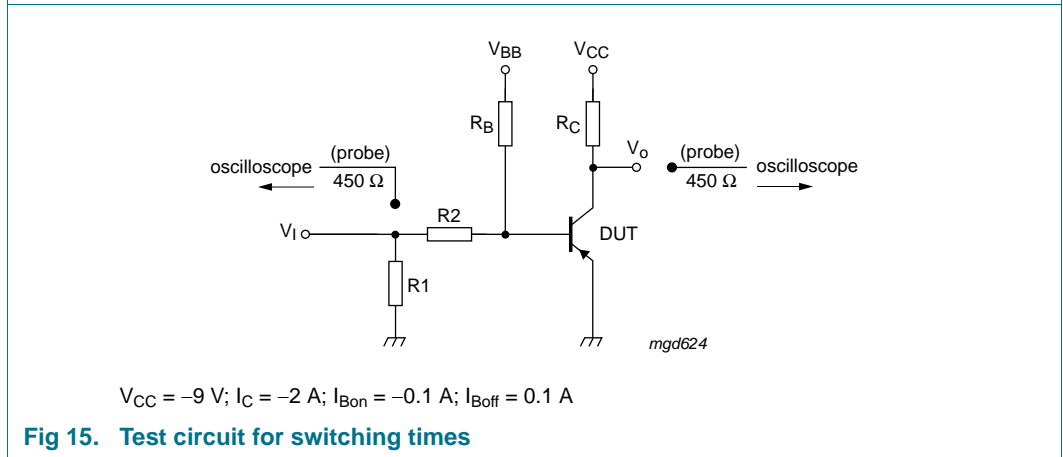 VBB
VCC
RB
RC
Vo
oscilloscope
(probe)
450 Ω
(probe)
450 Ω
oscilloscope
R2
VI
DUT
R1
mgd624
VCC = −9 V; IC = −2 A; IBon = −0.1 A; IBoff = 0.1 A
Fig 15. Test circuit for switching times